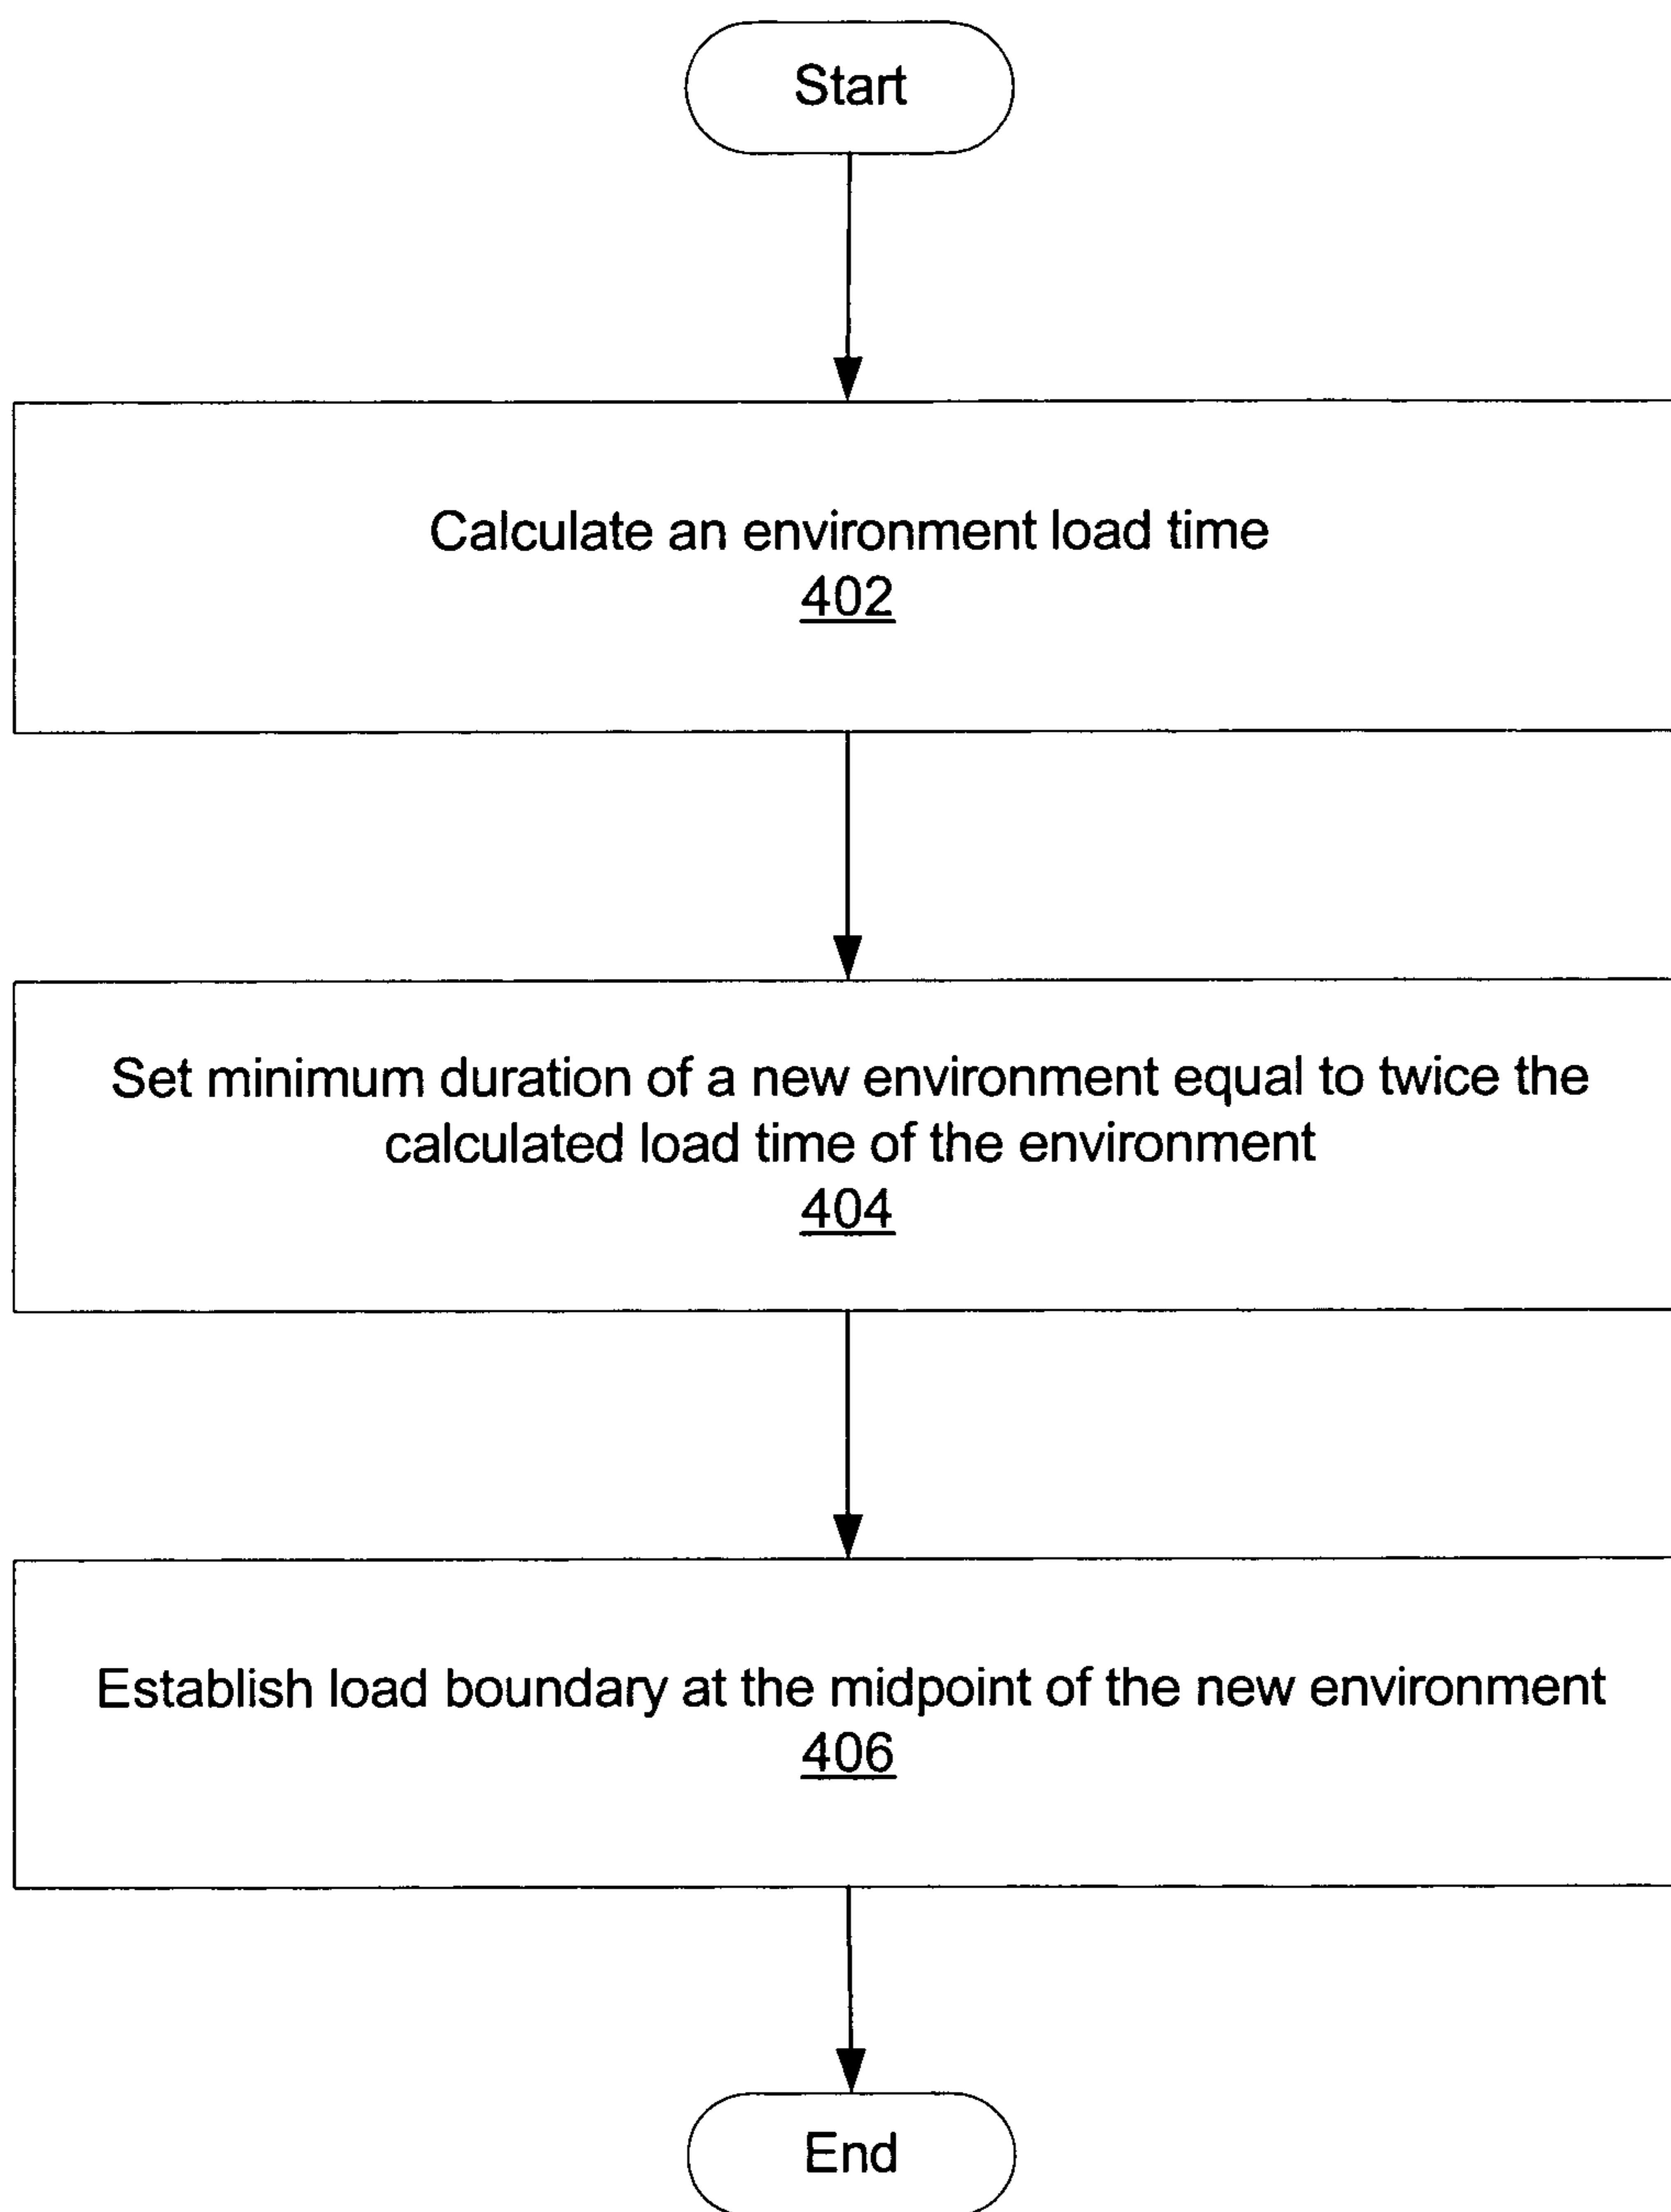 Start
Calculate an environment load time
402
Set minimum duration of a new environment equal to twice the
calculated load time of the environment
404
Establish load boundary at the midpoint of the new environment
406
End